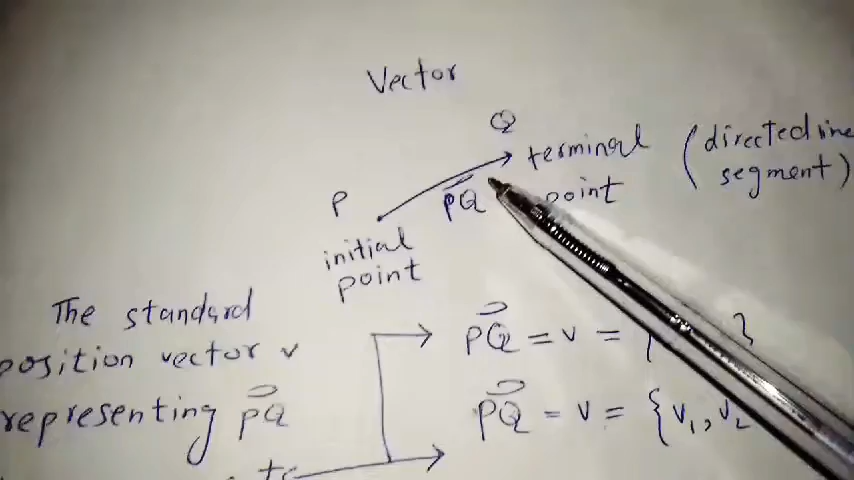 Vector
Q
terminal point
(directed line segment)
P
PQ
initial
point
The standard
position vector v
representing PQ
PQ = v = { }
PQ = v = {v₁, v₂
to